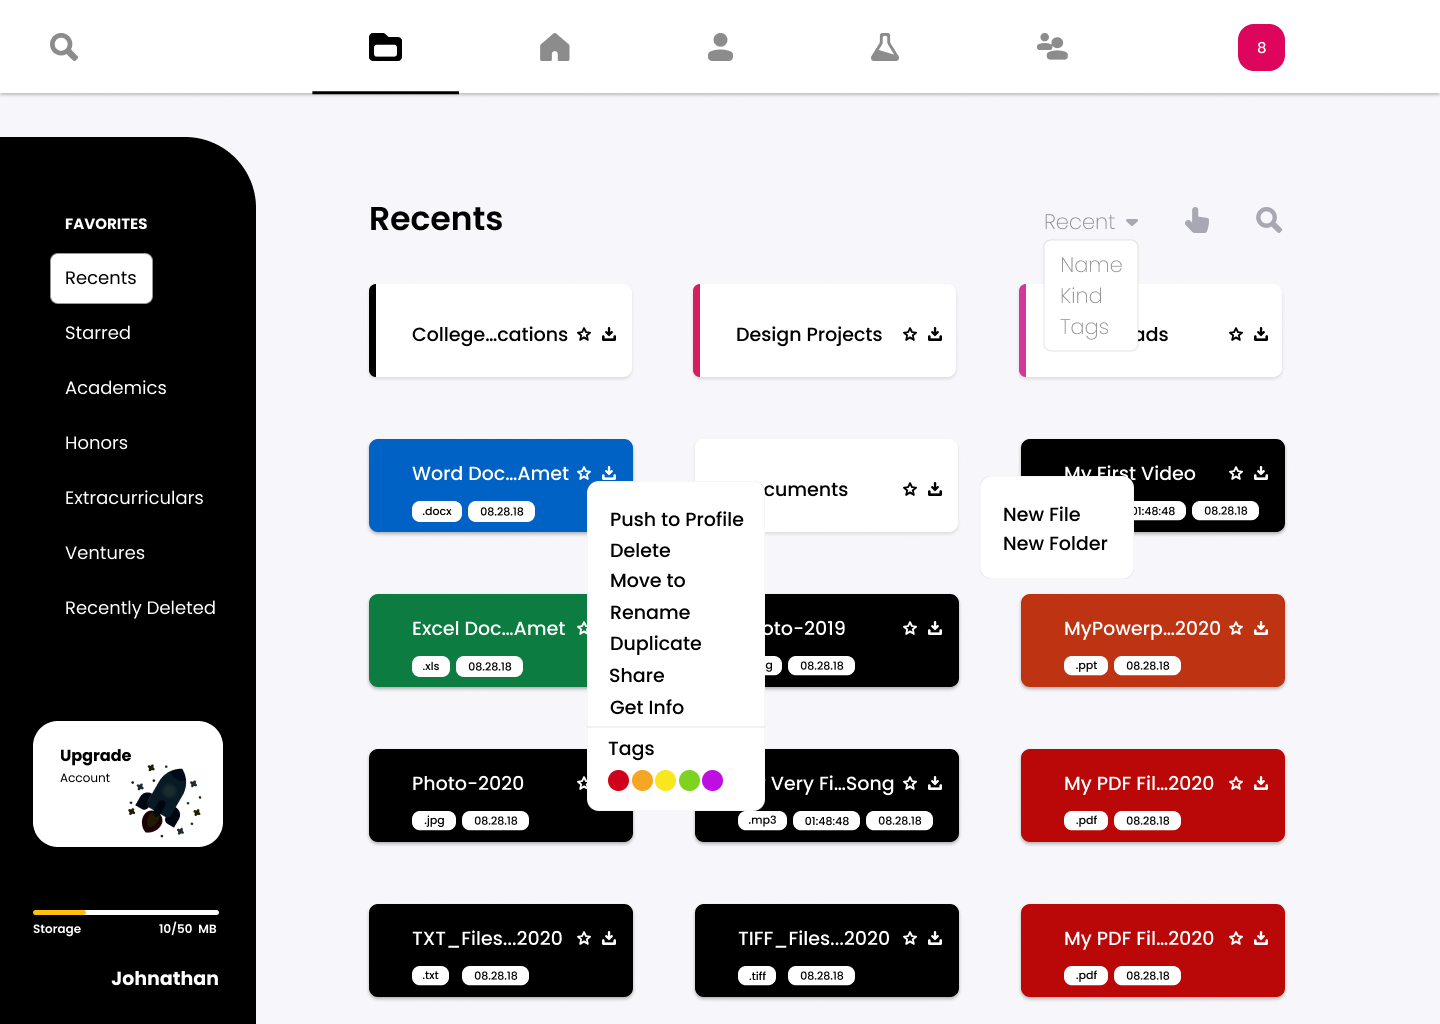 8
FAVORITES
Recents
Starred
Academics
Honors
Extracurriculars
Ventures
Recently Deleted
Upgrade
Account
Storage 10/50 MB
Johnathan
Recents
Recent
Name
Kind
Tags
College...cations
Design Projects
Word Doc...Amet
.docx 08.28.18
My First Video
01:48:48 08.28.18
New File
New Folder
Push to Profile
Delete
Move to
Rename
Duplicate
Share
Get Info
Tags
Excel Doc...Amet
.xls 08.28.18
08.28.18
MyPowerp...2020
.ppt 08.28.18
Photo-2020
.jpg 08.28.18
Very Fi...Song
.mp3 01:48:48 08.28.18
My PDF Fil...2020
.pdf 08.28.18
TXT_Files...2020
.txt 08.28.18
TIFF_Files...2020
.tiff 08.28.18
My PDF Fil...2020
.pdf 08.28.18